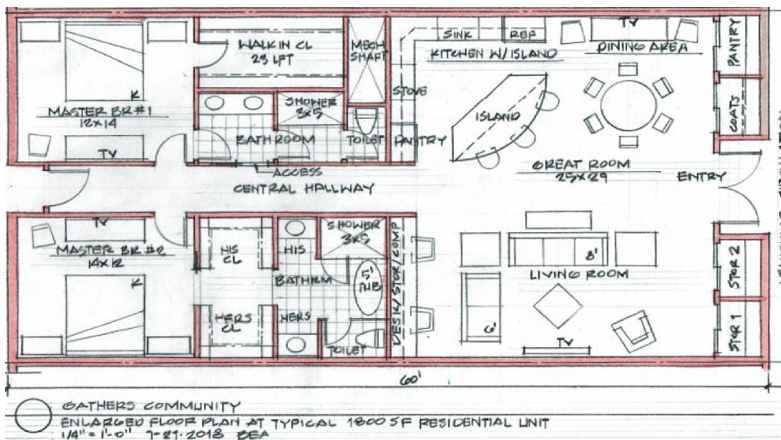 WALK IN CL
23 LFT
MECH
SHAFT
SINK
REF
KITCHEN W/ ISLAND
TV
DINING AREA
PANTRY
K
MASTER BR #1
12x14
TV
SHOWER
3x5
BATHROOM
TOILET
STOVE
PANTRY
ISLAND
COATS
GREAT ROOM
25x29
ENTRY
ACCESS
CENTRAL HALLWAY
TV
MASTER BR #2
14x12
K
HIS
CL
HERS
CL
HIS
BATHRM
HERS
SHOWER
3x5
5'
TUB
TOILET
DESK/STOR/COMP
8'
LIVING ROOM
6'
TV
STOR 2
STOR 1
60'
GATHERS COMMUNITY
ENLARGED FLOOR PLAN AT TYPICAL 1800 SF RESIDENTIAL UNIT
1/4" = 1'-0" 7-27-2018 BEA